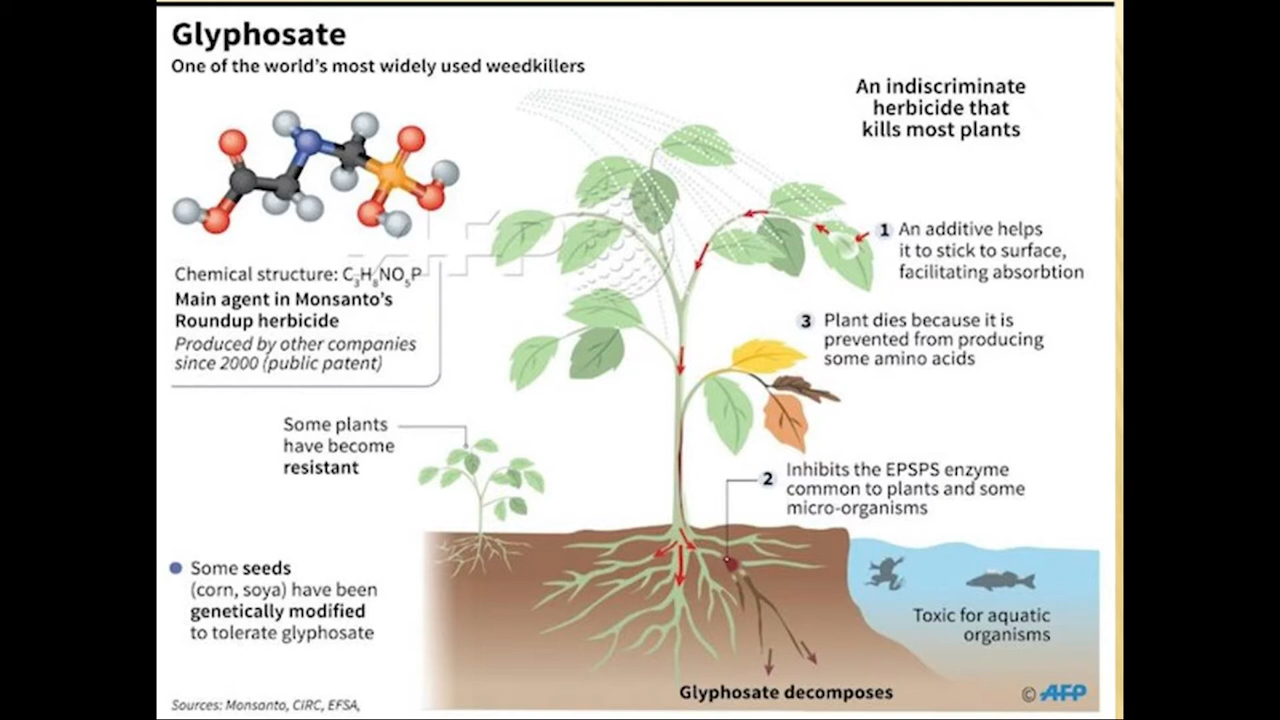 Glyphosate
One of the world's most widely used weedkillers
An indiscriminate
herbicide that
kills most plants
AFP
1 An additive helps
it to stick to surface,
facilitating absorbtion
Chemical structure: C₃H₈NO₅P
Main agent in Monsanto's
Roundup herbicide
Produced by other companies
since 2000 (public patent)
3 Plant dies because it is
prevented from producing
some amino acids
Some plants
have become
resistant
2 Inhibits the EPSPS enzyme
common to plants and some
micro-organisms
Some seeds
(corn, soya) have been
genetically modified
to tolerate glyphosate
Toxic for aquatic
organisms
Glyphosate decomposes
Sources: Monsanto, CIRC, EFSA,
© AFP